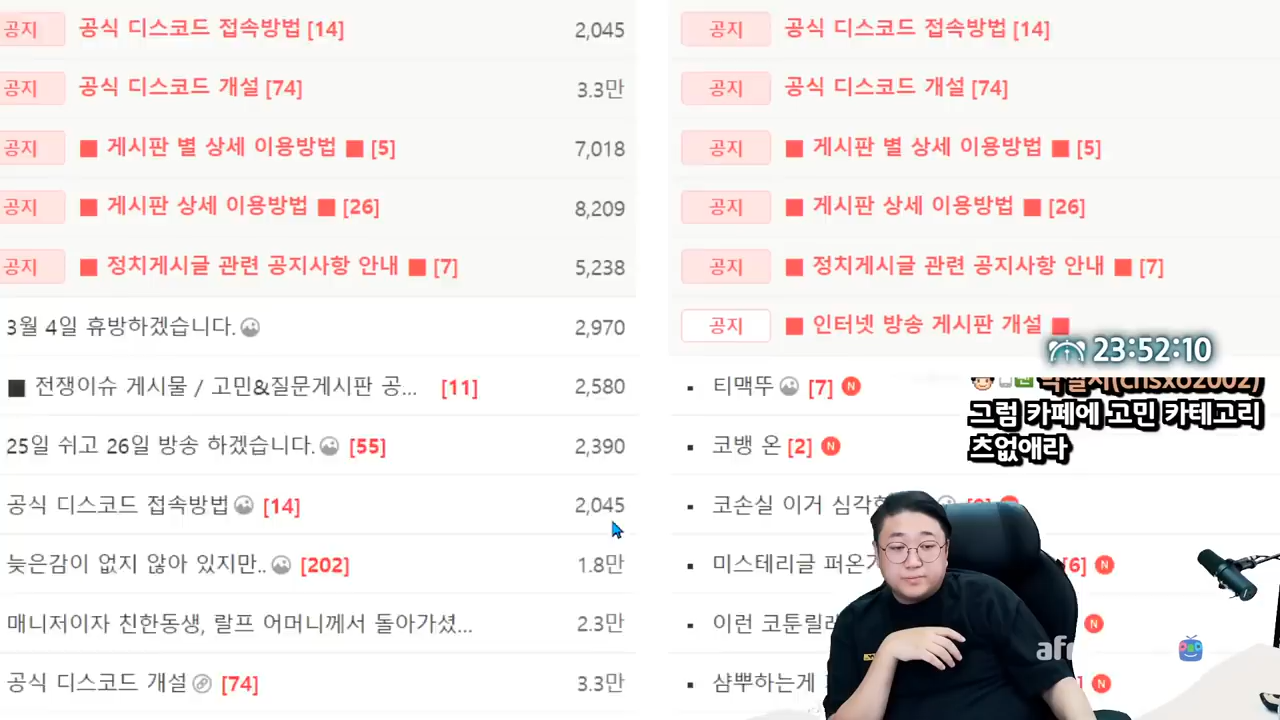 공지 공식 디스코드 접속방법 [14] 2,045
공지 공식 디스코드 개설 [74] 3.3만
공지 ■ 게시판 별 상세 이용방법 ■ [5] 7,018
공지 ■ 게시판 상세 이용방법 ■ [26] 8,209
공지 ■ 정치게시글 관련 공지사항 안내 ■ [7] 5,238
3월 4일 휴방하겠습니다. 2,970
■ 전쟁이슈 게시물 / 고민&질문게시판 공... [11] 2,580
25일 쉬고 26일 방송 하겠습니다. [55] 2,390
공식 디스코드 접속방법 [14] 2,045
늦은감이 없지 않아 있지만.. [202] 1.8만
매니저이자 친한동생, 랄프 어머니께서 돌아가셨... 2.3만
공식 디스코드 개설 [74] 3.3만
공지 공식 디스코드 접속방법 [14]
공지 공식 디스코드 개설 [74]
공지 ■ 게시판 별 상세 이용방법 ■ [5]
공지 ■ 게시판 상세 이용방법 ■ [26]
공지 ■ 정치게시글 관련 공지사항 안내 ■ [7]
공지 ■ 인터넷 방송 게시판 개설 ■
23:52:10
티맥뚜 [7] N
그럼 카페에 고민 카테고리
츠없애라
코뱅 온 [2] N
코손실 이거
미스테리글 퍼온 [6] N
이런 코툰릴 N
샴뿌하는게 N